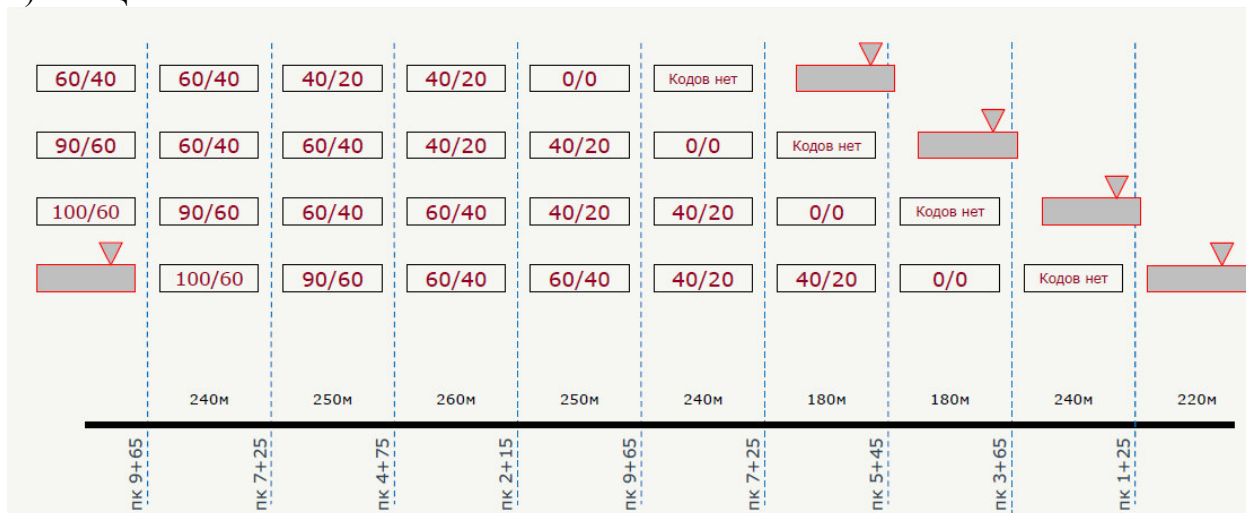 60/40 60/40 40/20 40/20 0/0 Кодов нет
90/60 60/40 60/40 40/20 40/20 0/0 Кодов нет
100/60 90/60 60/40 60/40 40/20 40/20 0/0 Кодов нет
100/60 90/60 60/40 60/40 40/20 40/20 0/0 Кодов нет
240м 250м 260м 250м 240м 180м 180м 240м 220м
пк 9+65 пк 7+25 пк 4+75 пк 2+15 пк 9+65 пк 7+25 пк 5+45 пк 3+65 пк 1+25